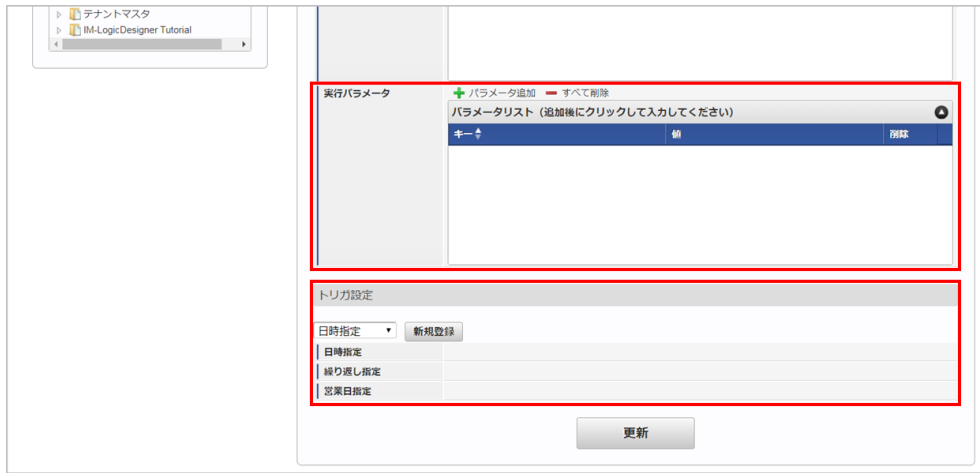 テナントマスタ
IM-LogicDesigner Tutorial
実行パラメータ
パラメータ追加 すべて削除
パラメータリスト（追加後にクリックして入力してください）
キー 値 削除
トリガ設定
日時指定 新規登録
日時指定
繰り返し指定
営業日指定
更新